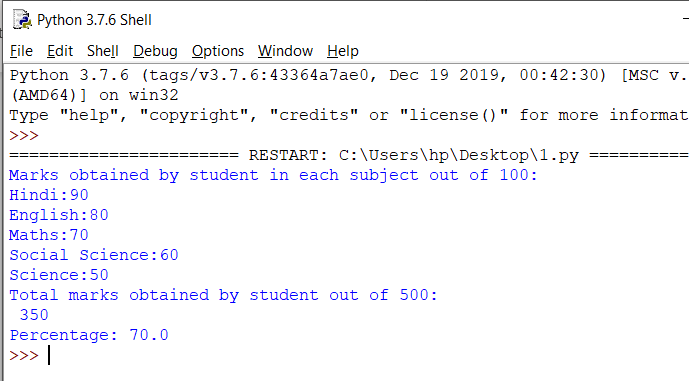 Python 3.7.6 Shell
File Edit Shell Debug Options Window Help
Python 3.7.6 (tags/v3.7.6:43364a7ae0, Dec 19 2019, 00:42:30) [MSC v.
(AMD64)] on win32
Type "help", "copyright", "credits" or "license()" for more informat
>>>
======================= RESTART: C:\Users\hp\Desktop\1.py ==========
Marks obtained by student in each subject out of 100:
Hindi:90
English:80
Maths:70
Social Science:60
Science:50
Total marks obtained by student out of 500:
 350
Percentage: 70.0
>>>